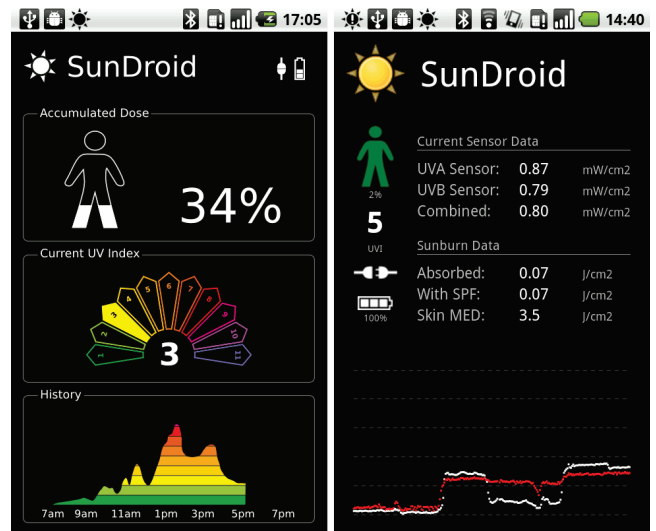 17:05
SunDroid
Accumulated Dose
34%
Current UV Index
1 2 3 4 5 6 7 8 9 10 11
3
History
7am 9am 11am 1pm 3pm 5pm 7pm
14:40
SunDroid
2%
5
UVI
100%
Current Sensor Data
UVA Sensor: 0.87 mW/cm2
UVB Sensor: 0.79 mW/cm2
Combined: 0.80 mW/cm2
Sunburn Data
Absorbed: 0.07 J/cm2
With SPF: 0.07 J/cm2
Skin MED: 3.5 J/cm2